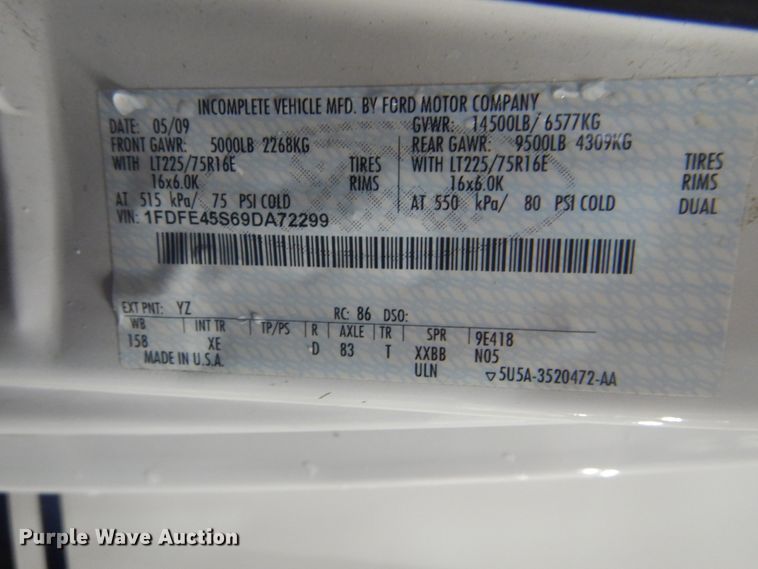 INCOMPLETE VEHICLE MFD. BY FORD MOTOR COMPANY
DATE: 05/09 GVWR: 14500LB/ 6577KG
FRONT GAWR: 5000LB 2268KG REAR GAWR: 9500LB 4309KG
WITH LT225/75R16E TIRES WITH LT225/75R16E TIRES
16x6.0K RIMS 16x6.0K RIMS
AT 515 kPa/ 75 PSI COLD AT 550 kPa/ 80 PSI COLD DUAL
VIN: 1FDFE45S69DA72299
EXT PNT: YZ RC: 86 DSO:
WB INT TR TP/PS R AXLE TR SPR 9E418
158 XE D 83 T XXBB N05
MADE IN U.S.A. ULN ▽5U5A-3520472-AA
Purple Wave Auction